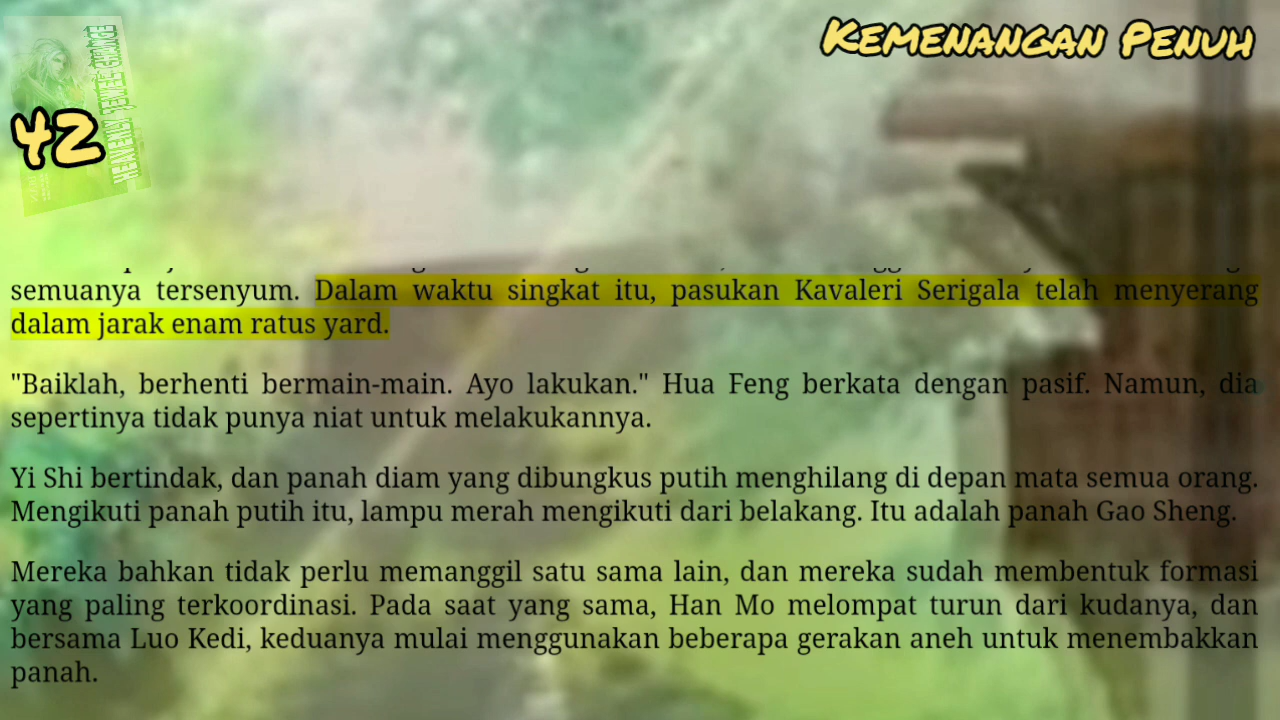 Kemenangan Penuh
HEAVENLY JEWEL CHANGE
42
semuanya tersenyum. Dalam waktu singkat itu, pasukan Kavaleri Serigala telah menyerang
dalam jarak enam ratus yard.
"Baiklah, berhenti bermain-main. Ayo lakukan." Hua Feng berkata dengan pasif. Namun, dia
sepertinya tidak punya niat untuk melakukannya.
Yi Shi bertindak, dan panah diam yang dibungkus putih menghilang di depan mata semua orang.
Mengikuti panah putih itu, lampu merah mengikuti dari belakang. Itu adalah panah Gao Sheng.
Mereka bahkan tidak perlu memanggil satu sama lain, dan mereka sudah membentuk formasi
yang paling terkoordinasi. Pada saat yang sama, Han Mo melompat turun dari kudanya, dan
bersama Luo Kedi, keduanya mulai menggunakan beberapa gerakan aneh untuk menembakkan
panah.